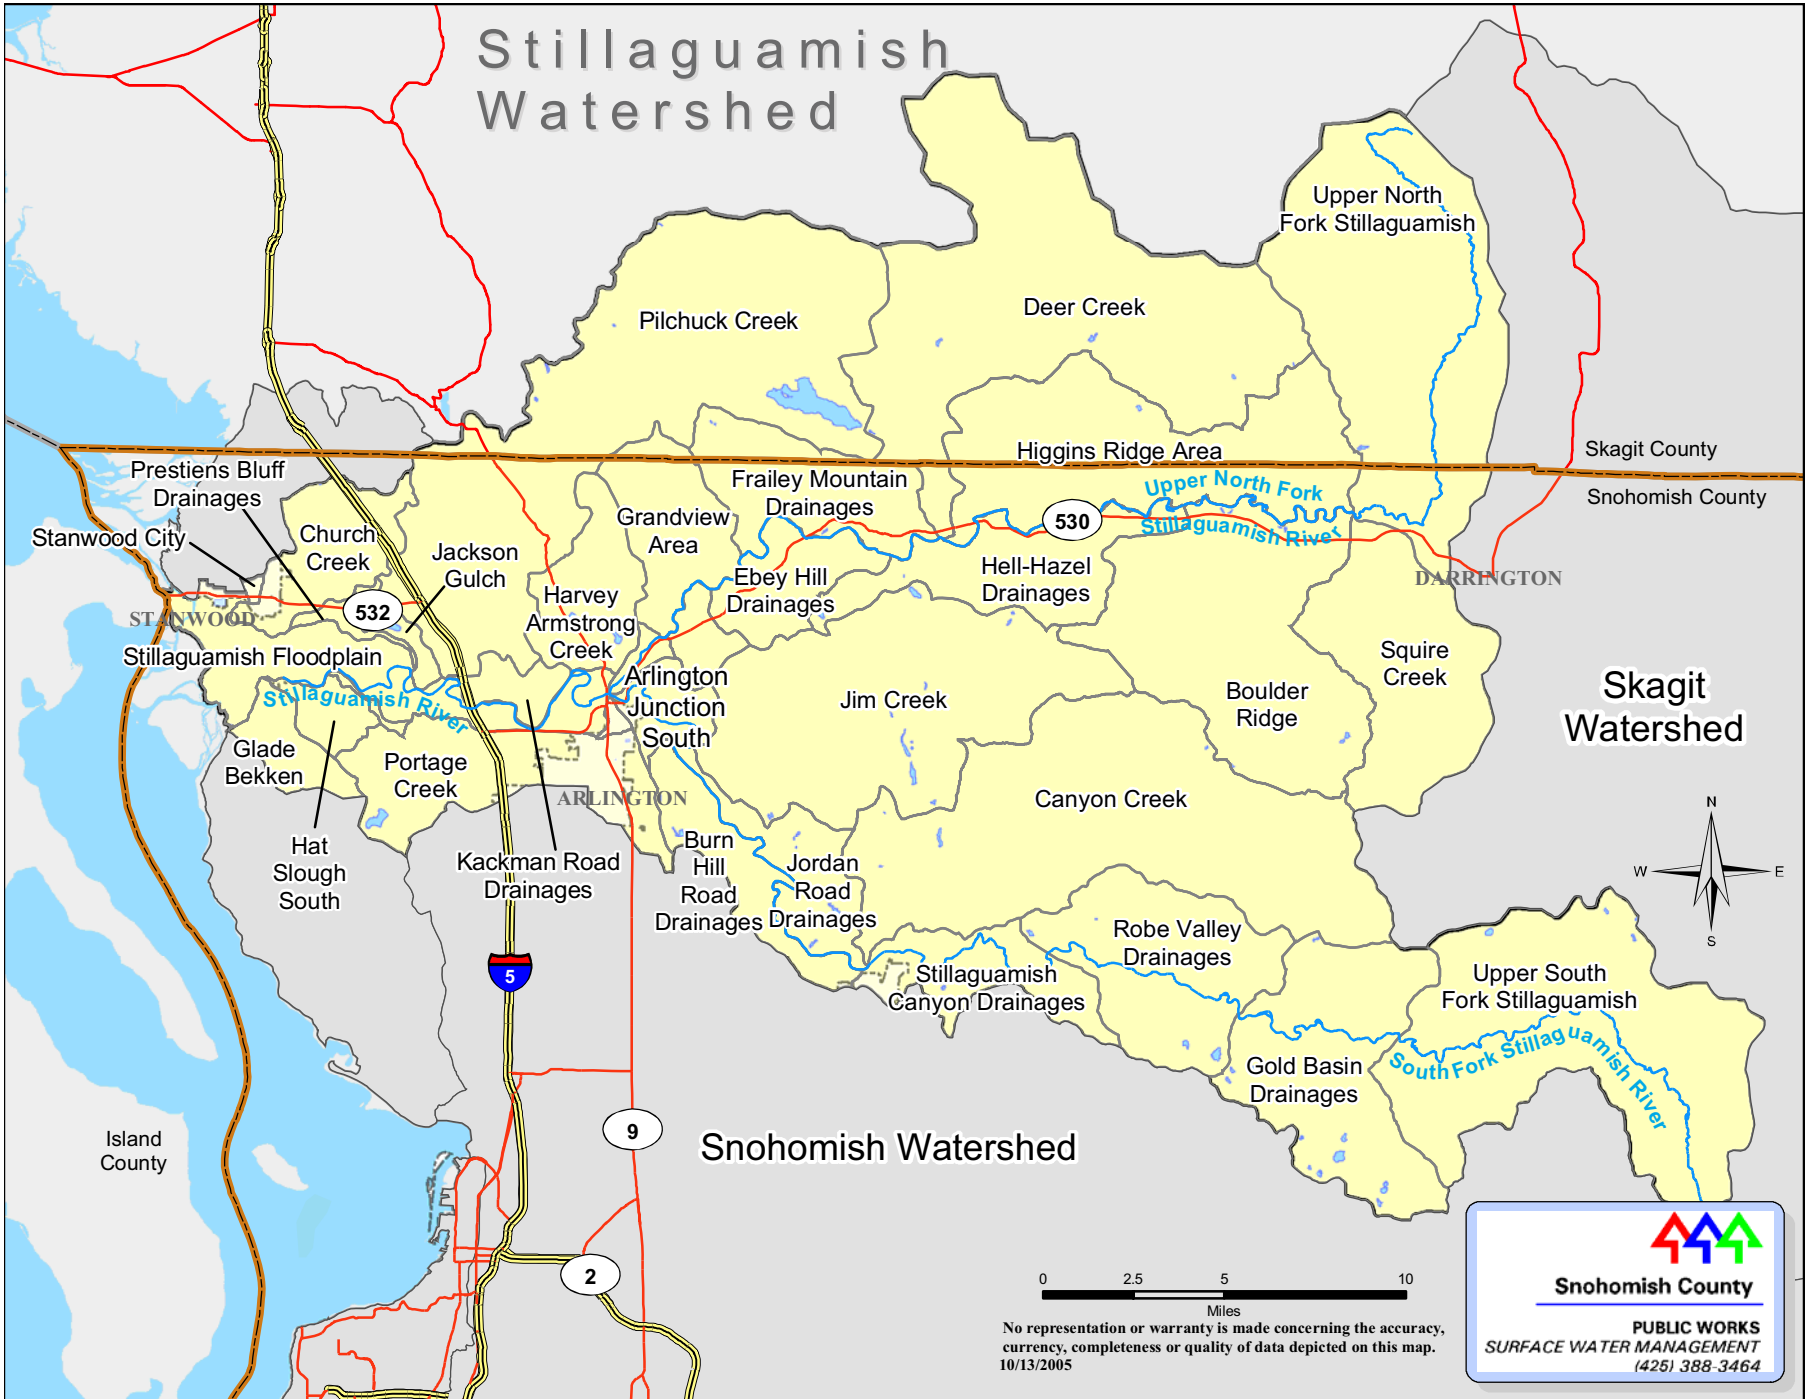 Stillaguamish
Watershed
Upper North
Fork Stillaguamish
Pilchuck Creek
Deer Creek
Skagit County
Snohomish County
Higgins Ridge Area
Prestiens Bluff
Drainages
Stanwood City
Church
Creek
Jackson
Gulch
Grandview
Area
Frailey Mountain
Drainages
Upper North Fork
Stillaguamish River
530
Hell-Hazel
Drainages
DARRINGTON
Ebey Hill
Drainages
Harvey
Armstrong
Creek
532
STANWOOD
Stillaguamish Floodplain
Stillaguamish River
Arlington
Junction
South
Jim Creek
Boulder
Ridge
Squire
Creek
Skagit
Watershed
Glade
Bekken
Portage
Creek
ARLINGTON
Canyon Creek
Hat
Slough
South
Kackman Road
Drainages
Burn
Hill
Road
Drainages
Jordan
Road
Drainages
N
W
E
S
Robe Valley
Drainages
Stillaguamish
Canyon Drainages
Upper South
Fork Stillaguamish
South Fork Stillaguamish River
Gold Basin
Drainages
5
9
2
Island
County
Snohomish Watershed
0 2.5 5 10
Miles
No representation or warranty is made concerning the accuracy,
currency, completeness or quality of data depicted on this map.
10/13/2005
Snohomish County
PUBLIC WORKS
SURFACE WATER MANAGEMENT
(425) 388-3464